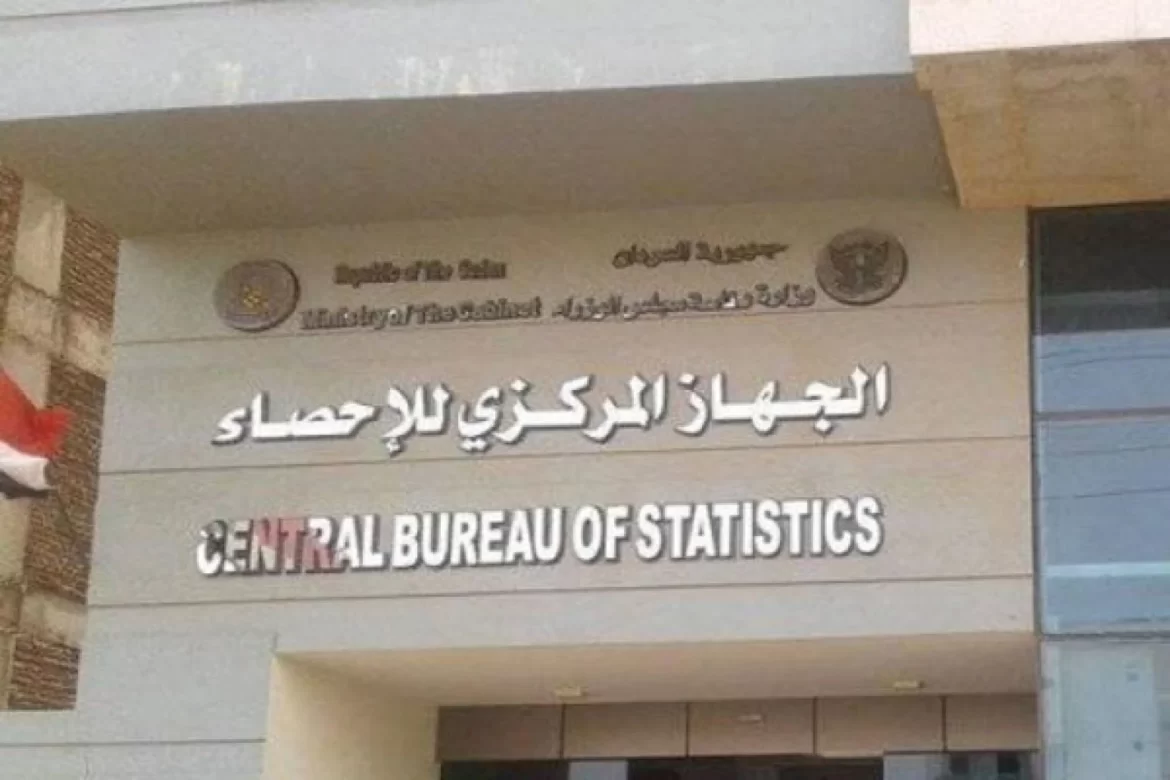 Republic of The Sudan جمهورية السودان
Ministry of The Cabinet وزارة رئاسة مجلس الوزراء
الجهاز المركزي للإحصاء
CENTRAL BUREAU OF STATISTICS